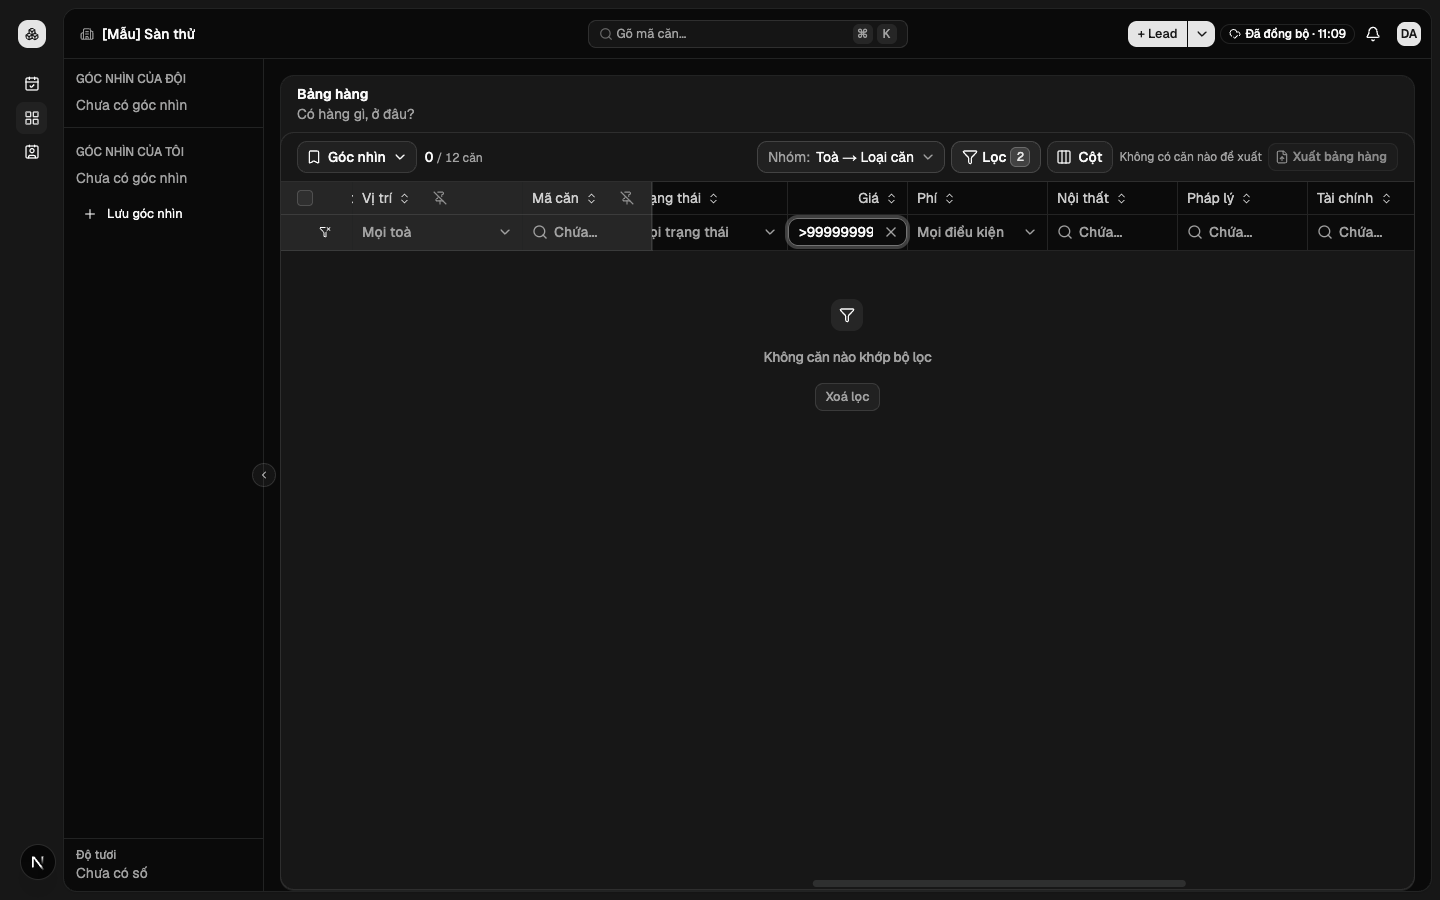 [Mẫu] Sàn thử
Gõ mã căn...
⌘ K
+ Lead
Đã đồng bộ · 11:09
DA
GÓC NHÌN CỦA ĐỘI
Chưa có góc nhìn
GÓC NHÌN CỦA TÔI
Chưa có góc nhìn
Lưu góc nhìn
Bảng hàng
Có hàng gì, ở đâu?
Góc nhìn
0 / 12 căn
Nhóm: Toà → Loại căn
Lọc 2
Cột
Không có căn nào để xuất
Xuất bảng hàng
Vị trí
Mã căn
ạng thái
Giá
Phí
Nội thất
Pháp lý
Tài chính
Mọi toà
Chứa...
ọi trạng thái
>99999999
Mọi điều kiện
Chứa...
Chứa...
Chứa...
Không căn nào khớp bộ lọc
Xoá lọc
Độ tươi
Chưa có số
N